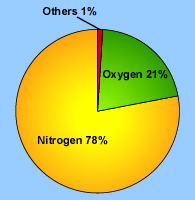 Others 1%
Oxygen 21%
Nitrogen 78%